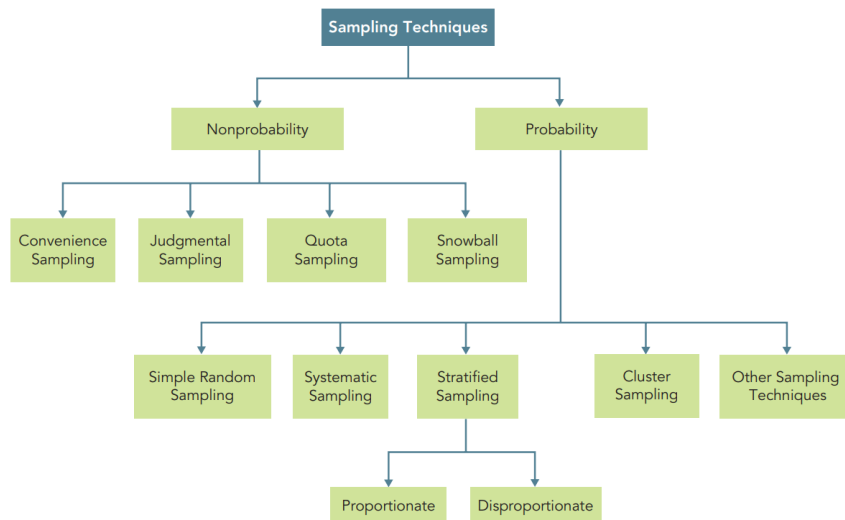 Sampling Techniques
Nonprobability
Probability
Convenience
Sampling
Judgmental
Sampling
Quota
Sampling
Snowball
Sampling
Simple Random
Sampling
Systematic
Sampling
Stratified
Sampling
Cluster
Sampling
Other Sampling
Techniques
Proportionate
Disproportionate